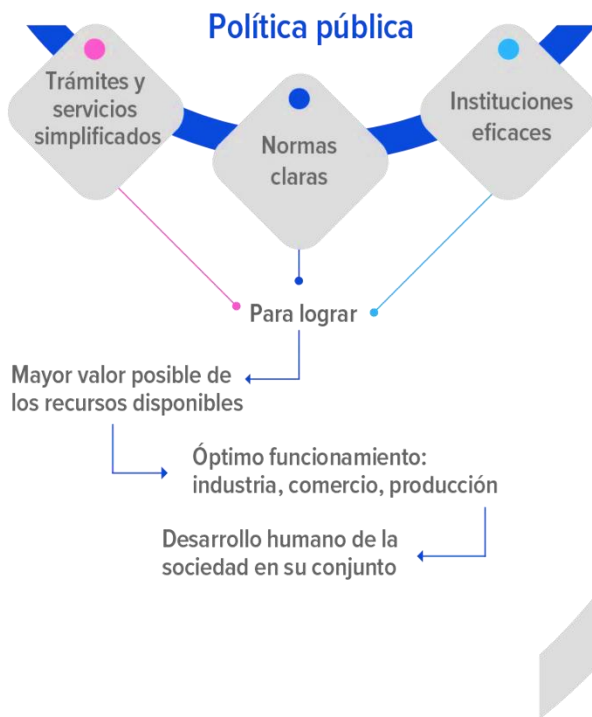 Política pública
Trámites y
servicios
simplificados
Normas
claras
Instituciones
eficaces
Para lograr
Mayor valor posible de
los recursos disponibles
Óptimo funcionamiento:
industria, comercio, producción
Desarrollo humano de la
sociedad en su conjunto